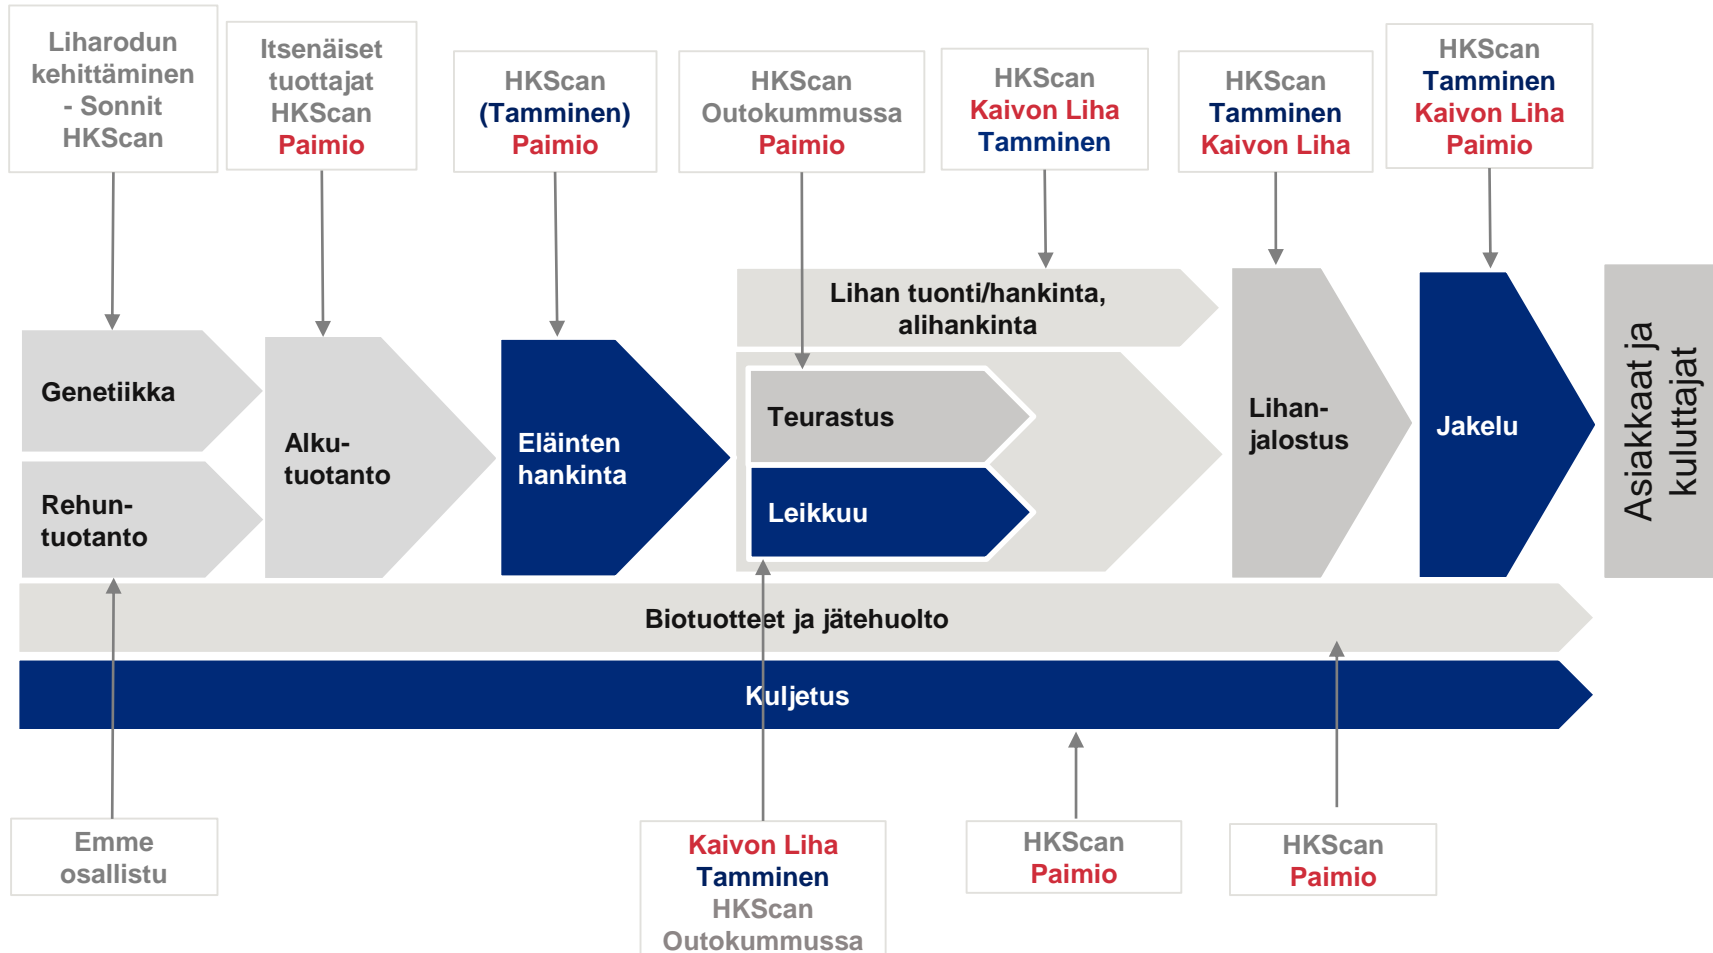 Liharodun
kehittäminen
- Sonnit
HKScan
Itsenäiset
tuottajat
HKScan
Paimio
HKScan
(Tamminen)
Paimio
HKScan
Outokummussa
Paimio
HKScan
Kaivon Liha
Tamminen
HKScan
Tamminen
Kaivon Liha
HKScan
Tamminen
Kaivon Liha
Paimio
Lihan tuonti/hankinta,
alihankinta
Genetiikka
Rehun-
tuotanto
Alku-
tuotanto
Eläinten
hankinta
Teurastus
Leikkuu
Lihan-
jalostus
Jakelu
Asiakkaat ja
kuluttajat
Biotuotteet ja jätehuolto
Kuljetus
Emme
osallistu
Kaivon Liha
Tamminen
HKScan
Outokummussa
HKScan
Paimio
HKScan
Paimio